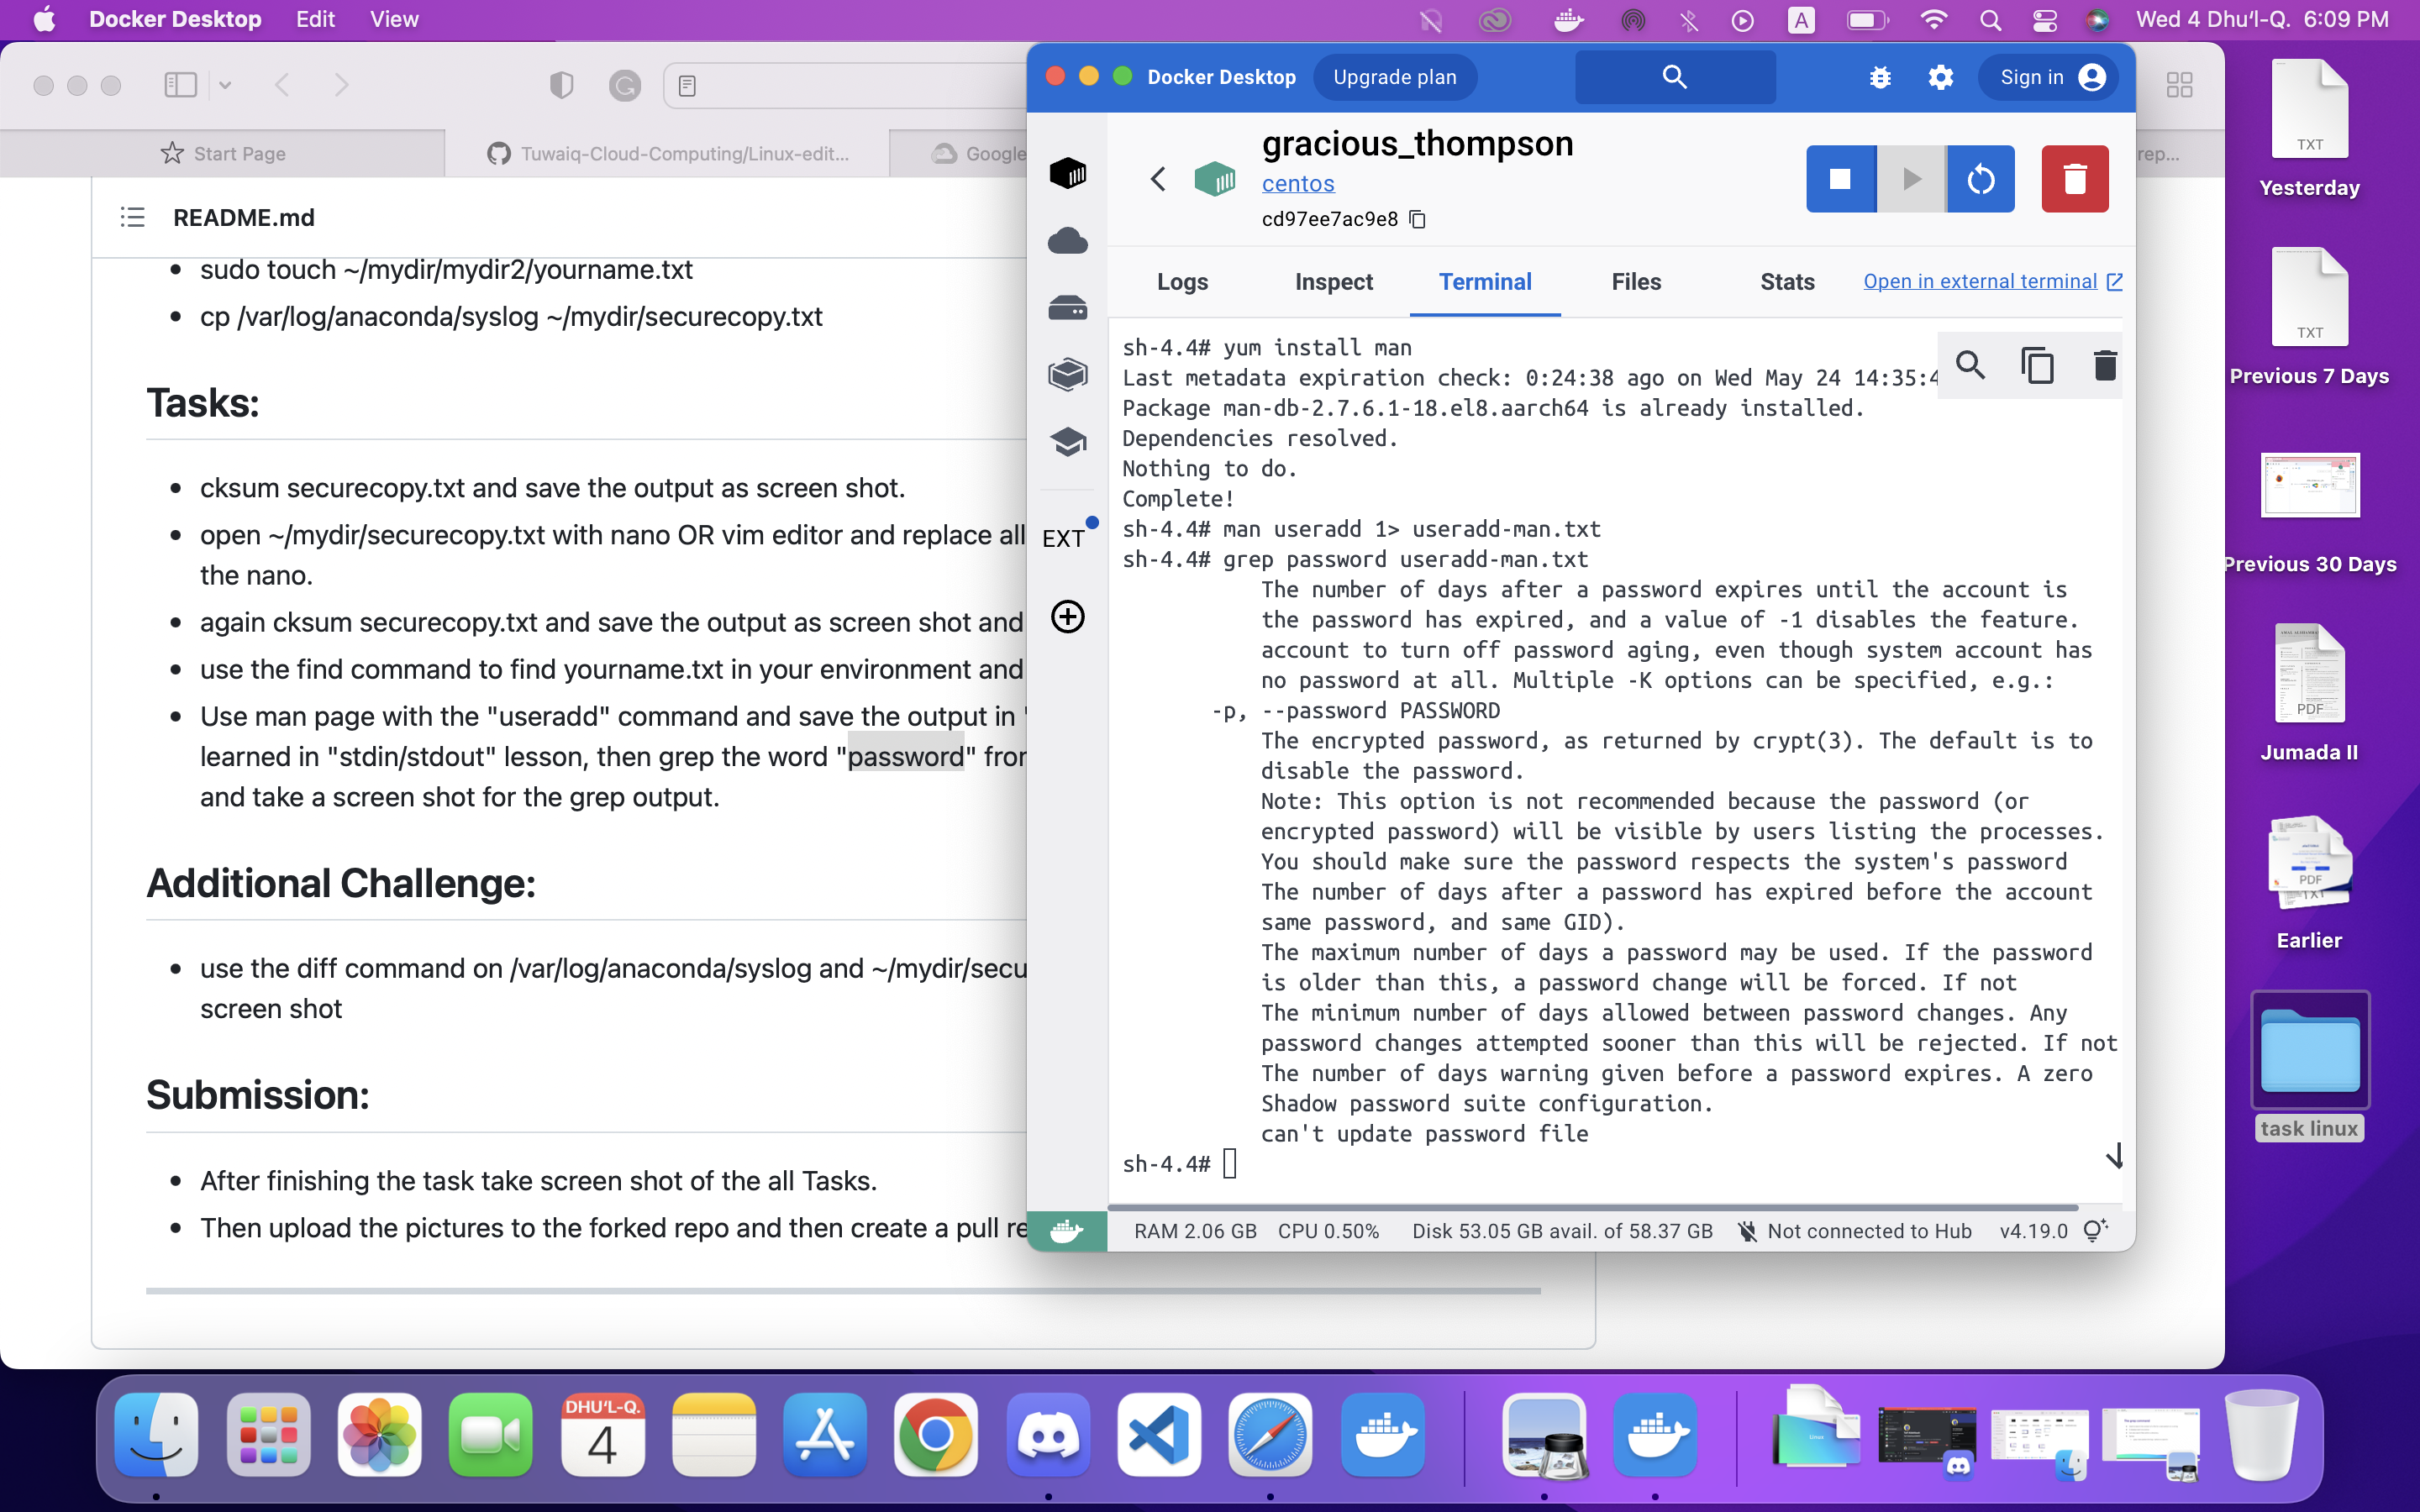 Docker Desktop Edit View
A
Wed 4 Dhuʻl-Q. 6:09 PM
Start Page
Tuwaiq-Cloud-Computing/Linux-edit...
Google
rep...
README.md
sudo touch ~/mydir/mydir2/yourname.txt
cp /var/log/anaconda/syslog ~/mydir/securecopy.txt
Tasks:
cksum securecopy.txt and save the output as screen shot.
open ~/mydir/securecopy.txt with nano OR vim editor and replace all
the nano.
again cksum securecopy.txt and save the output as screen shot and
use the find command to find yourname.txt in your environment and
Use man page with the "useradd" command and save the output in "
learned in "stdin/stdout" lesson, then grep the word "password" from
and take a screen shot for the grep output.
Additional Challenge:
use the diff command on /var/log/anaconda/syslog and ~/mydir/secu
screen shot
Submission:
After finishing the task take screen shot of the all Tasks.
Then upload the pictures to the forked repo and then create a pull re
Docker Desktop
Upgrade plan
Sign in
gracious_thompson
centos
cd97ee7ac9e8
EXT
Logs Inspect Terminal Files Stats Open in external terminal
sh-4.4# yum install man
Last metadata expiration check: 0:24:38 ago on Wed May 24 14:35:4
Package man-db-2.7.6.1-18.el8.aarch64 is already installed.
Dependencies resolved.
Nothing to do.
Complete!
sh-4.4# man useradd 1> useradd-man.txt
sh-4.4# grep password useradd-man.txt
The number of days after a password expires until the account is
the password has expired, and a value of -1 disables the feature.
account to turn off password aging, even though system account has
no password at all. Multiple -K options can be specified, e.g.:
-p, --password PASSWORD
The encrypted password, as returned by crypt(3). The default is to
disable the password.
Note: This option is not recommended because the password (or
encrypted password) will be visible by users listing the processes.
You should make sure the password respects the system's password
The number of days after a password has expired before the account
same password, and same GID).
The maximum number of days a password may be used. If the password
is older than this, a password change will be forced. If not
The minimum number of days allowed between password changes. Any
password changes attempted sooner than this will be rejected. If not
The number of days warning given before a password expires. A zero
Shadow password suite configuration.
can't update password file
sh-4.4#
RAM 2.06 GB CPU 0.50% Disk 53.05 GB avail. of 58.37 GB Not connected to Hub v4.19.0
TXT
Yesterday
TXT
Previous 7 Days
Previous 30 Days
PDF
Jumada II
PDF
TXT
Earlier
task linux
DHUʻL-Q.
4
Linux